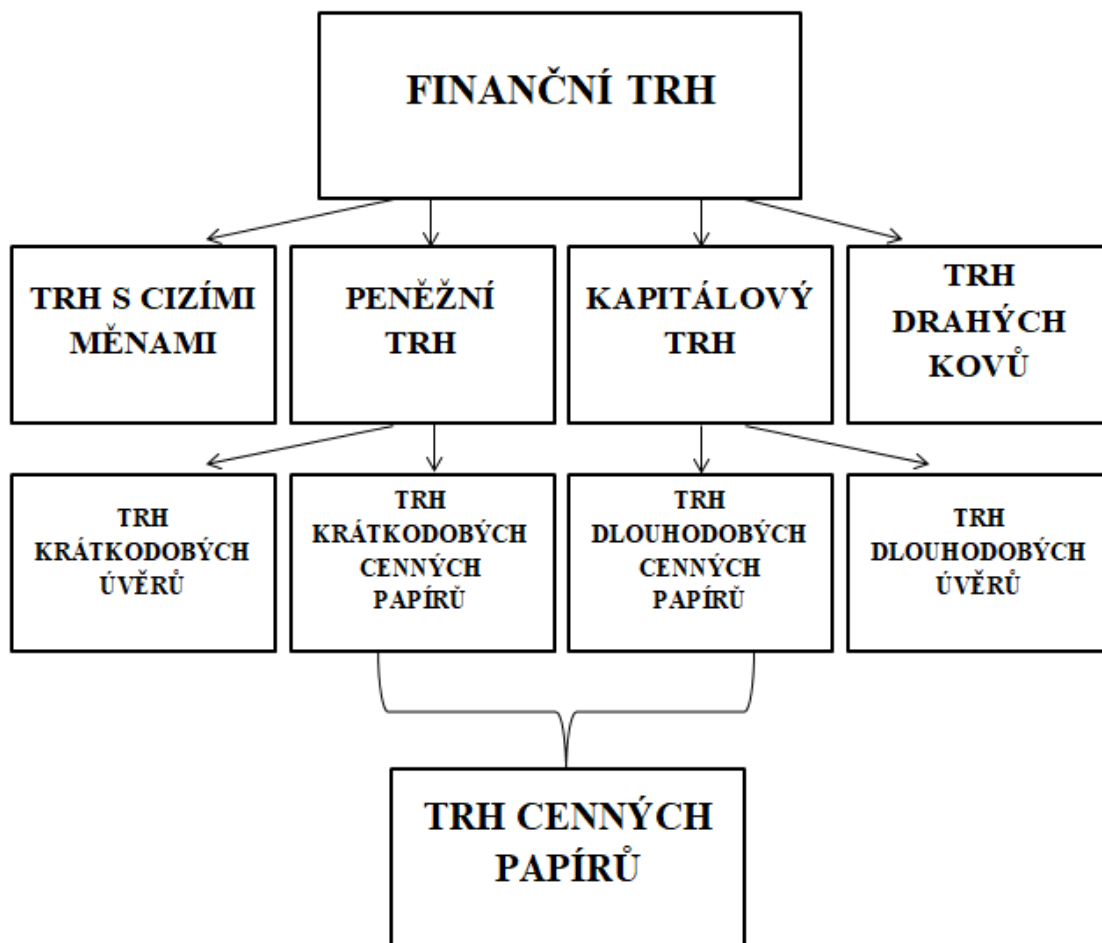 FINANČNÍ TRH
TRH S CIZÍMI
MĚNAMI
PENĚŽNÍ
TRH
KAPITÁLOVÝ
TRH
TRH
DRAHÝCH
KOVŮ
TRH
KRÁTKODOBÝCH
ÚVĚRŮ
TRH
KRÁTKODOBÝCH
CENNÝCH
PAPÍRŮ
TRH
DLOUHODOBÝCH
CENNÝCH
PAPÍRŮ
TRH
DLOUHODOBÝCH
ÚVĚRŮ
TRH CENNÝCH
PAPÍRŮ